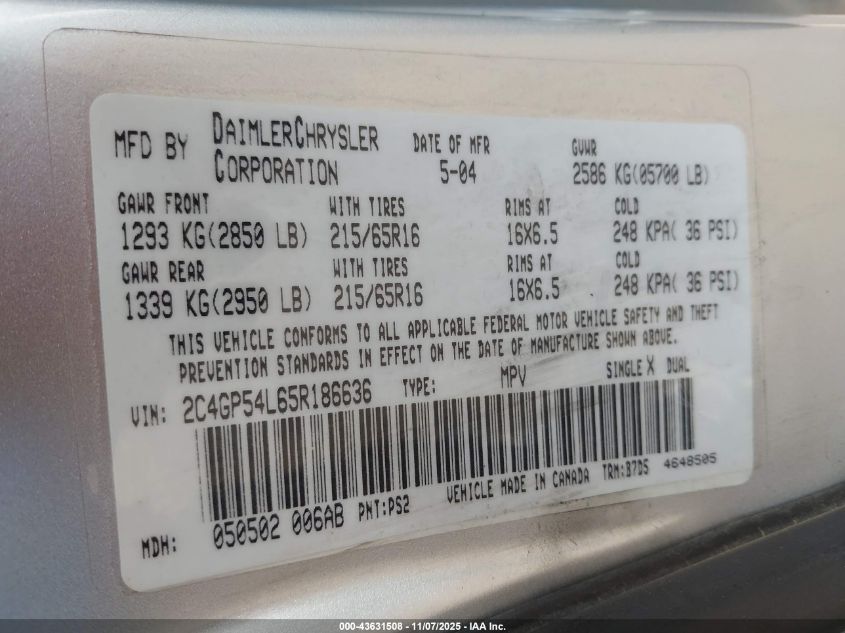 MFD BY DAIMLERCHRYSLER CORPORATION DATE OF MFR 5-04 GVWR 2586 KG(05700 LB)
GAWR FRONT WITH TIRES RIMS AT COLD
1293 KG(2850 LB) 215/65R16 16X6.5 248 KPA( 36 PSI)
GAWR REAR WITH TIRES RIMS AT COLD
1339 KG(2950 LB) 215/65R16 16X6.5 248 KPA( 36 PSI)
THIS VEHICLE CONFORMS TO ALL APPLICABLE FEDERAL MOTOR VEHICLE SAFETY AND THEFT
PREVENTION STANDARDS IN EFFECT ON THE DATE OF MANUFACTURE SHOWN ABOVE.
VIN: 2C4GP54L65R186636 TYPE: MPV SINGLE X DUAL
MDH: 050502 006AB PNT:PS2 VEHICLE MADE IN CANADA TRM:B7D5 4648505
000-43631508 - 11/07/2025 - IAA Inc.